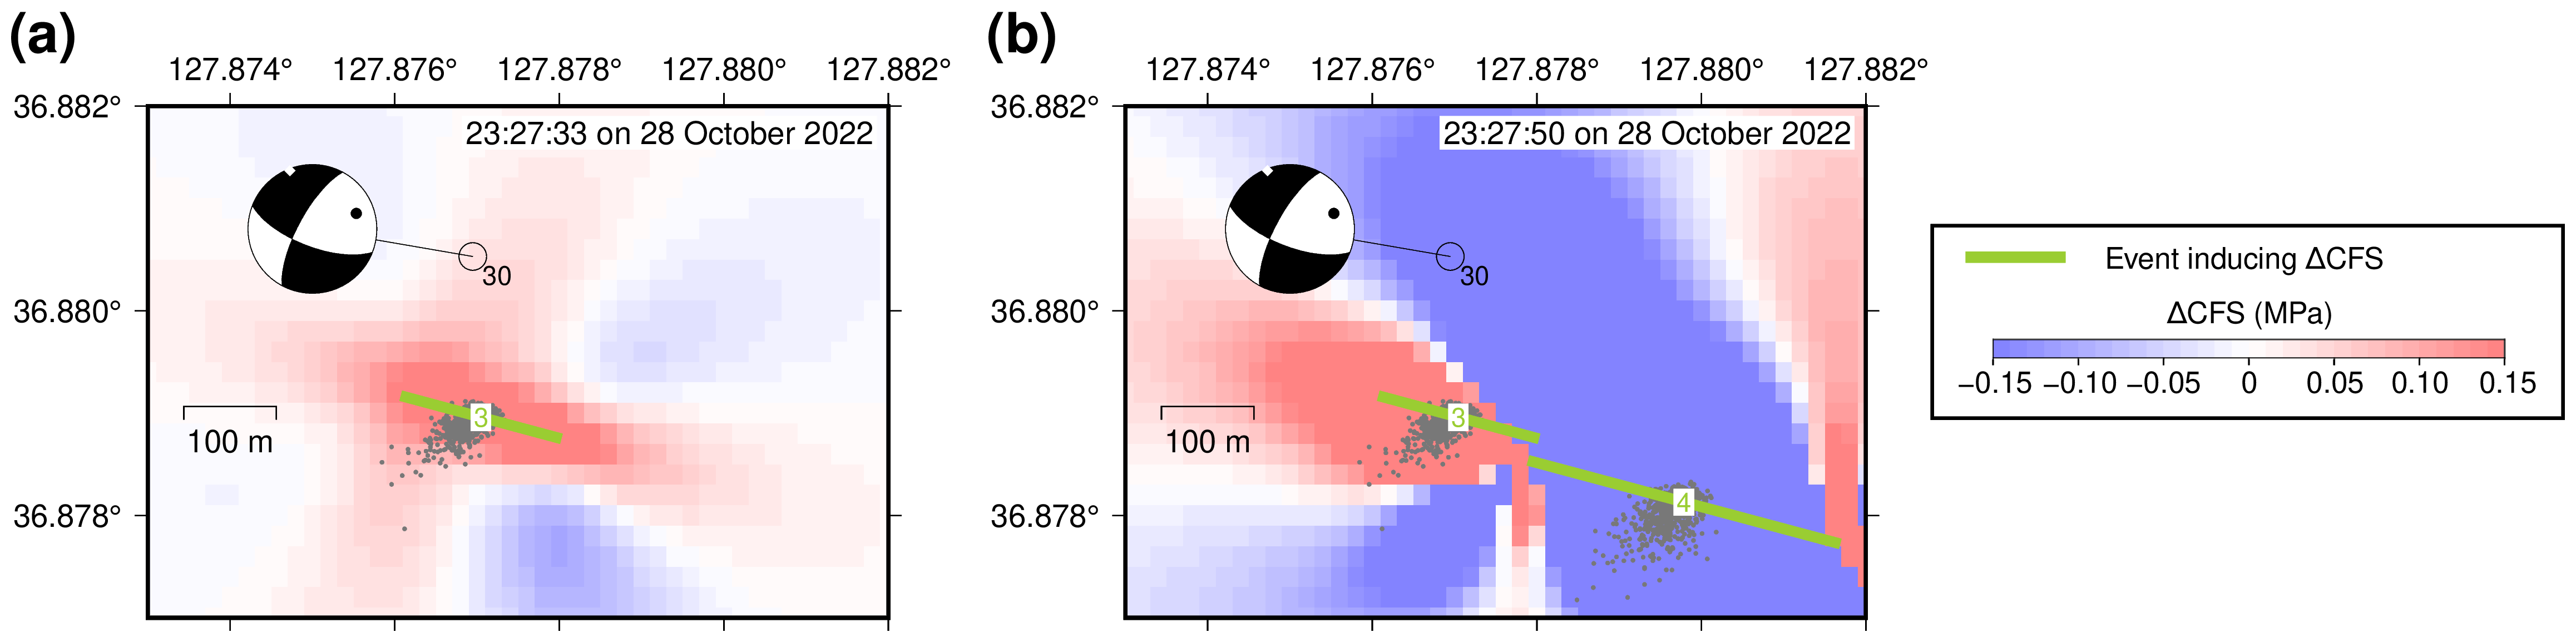 (a)
127.874° 127.876° 127.878° 127.880° 127.882°
36.882°
36.880°
36.878°
23:27:33 on 28 October 2022
30
3
100 m
(b)
127.874° 127.876° 127.878° 127.880° 127.882°
36.882°
36.880°
36.878°
23:27:50 on 28 October 2022
30
3
100 m
4
Event inducing ΔCFS
ΔCFS (MPa)
−0.15 −0.10 −0.05 0 0.05 0.10 0.15